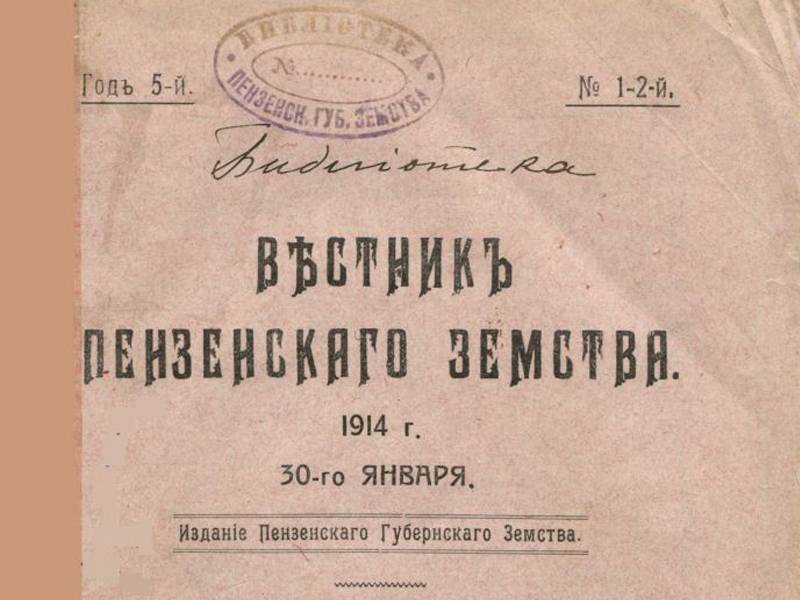 БИБЛІОТЕКА
№
ПЕНЗЕНСК. ГУБ. ЗЕМСТВА
Годъ 5-й.
№ 1-2-й.
Библіотека
ВѢСТНИКЪ
ПЕНЗЕНСКАГО ЗЕМСТВА.
1914 г.
30-го ЯНВАРЯ.
Изданіе Пензенскаго Губернскаго Земства.